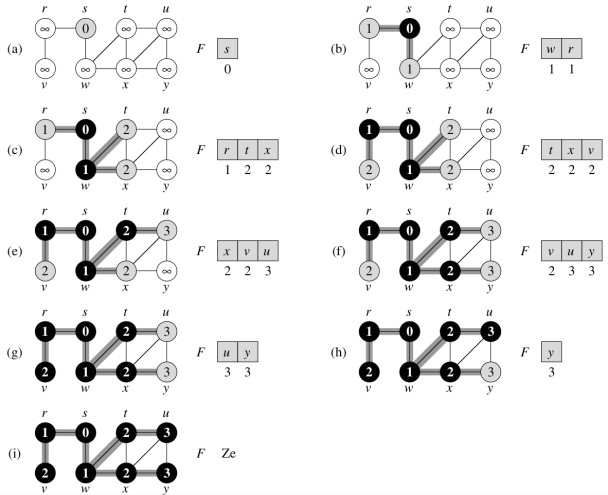 r s t u
r s t u
∞ 0 ∞ ∞
1 0 ∞ ∞
(a) F s
(b) F w r
∞ ∞ ∞ ∞ 0
∞ 1 ∞ ∞ 1 1
v w x y
v w x y
r s t u
r s t u
1 0 2 ∞
1 0 2 ∞
(c) F r t x
(d) F t x v
∞ 1 2 ∞ 1 2 2
2 1 2 ∞ 2 2 2
v w x y
v w x y
r s t u
r s t u
1 0 2 3
1 0 2 3
(e) F x v u
(f) F v u y
2 1 2 ∞ 2 2 3
2 1 2 3 2 3 3
v w x y
v w x y
r s t u
r s t u
1 0 2 3
1 0 2 3
(g) F u y
(h) F y
2 1 2 3 3 3
2 1 2 3 3
v w x y
v w x y
r s t u
1 0 2 3
(i) F Ze
2 1 2 3
v w x y